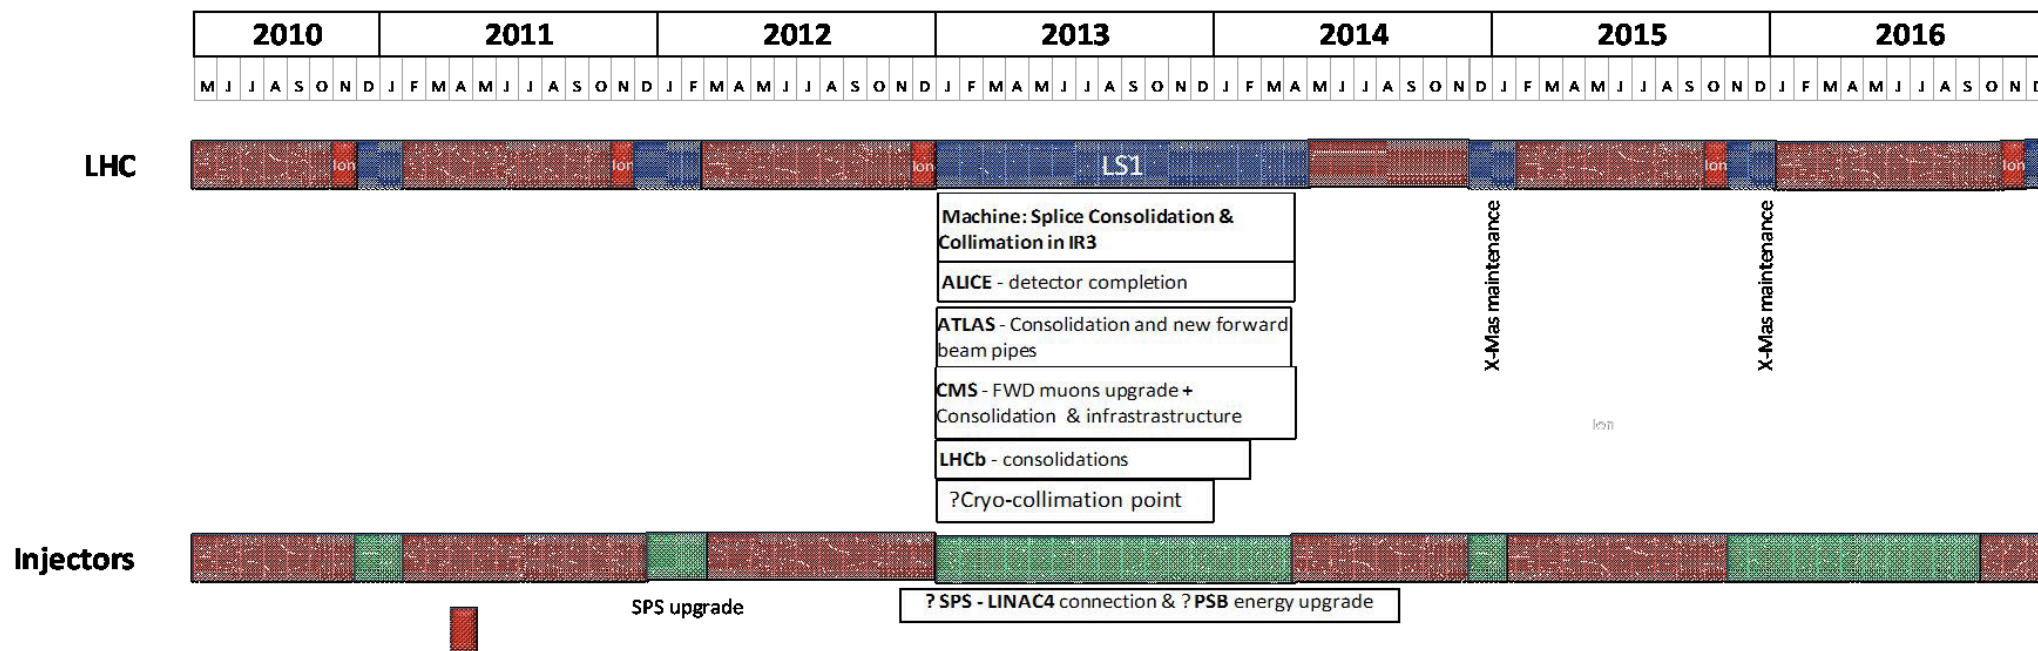 2010 2011 2012 2013 2014 2015 2016
M J J A S O N D J F M A M J J A S O N D J F M A M J J A S O N D J F M A M J J A S O N D J F M A M J J A S O N D J F M A M J J A S O N D J F M A M J J A S O N D
LHC
Ion Ion Ion LS1 Ion Ion
Machine: Splice Consolidation &
Collimation in IR3
ALICE - detector completion
ATLAS - Consolidation and new forward
beam pipes
CMS - FWD muons upgrade +
Consolidation & infrastrastructure
LHCb - consolidations
?Cryo-collimation point
X-Mas maintenance
X-Mas maintenance
Ion
Injectors
SPS upgrade
? SPS - LINAC4 connection & ? PSB energy upgrade